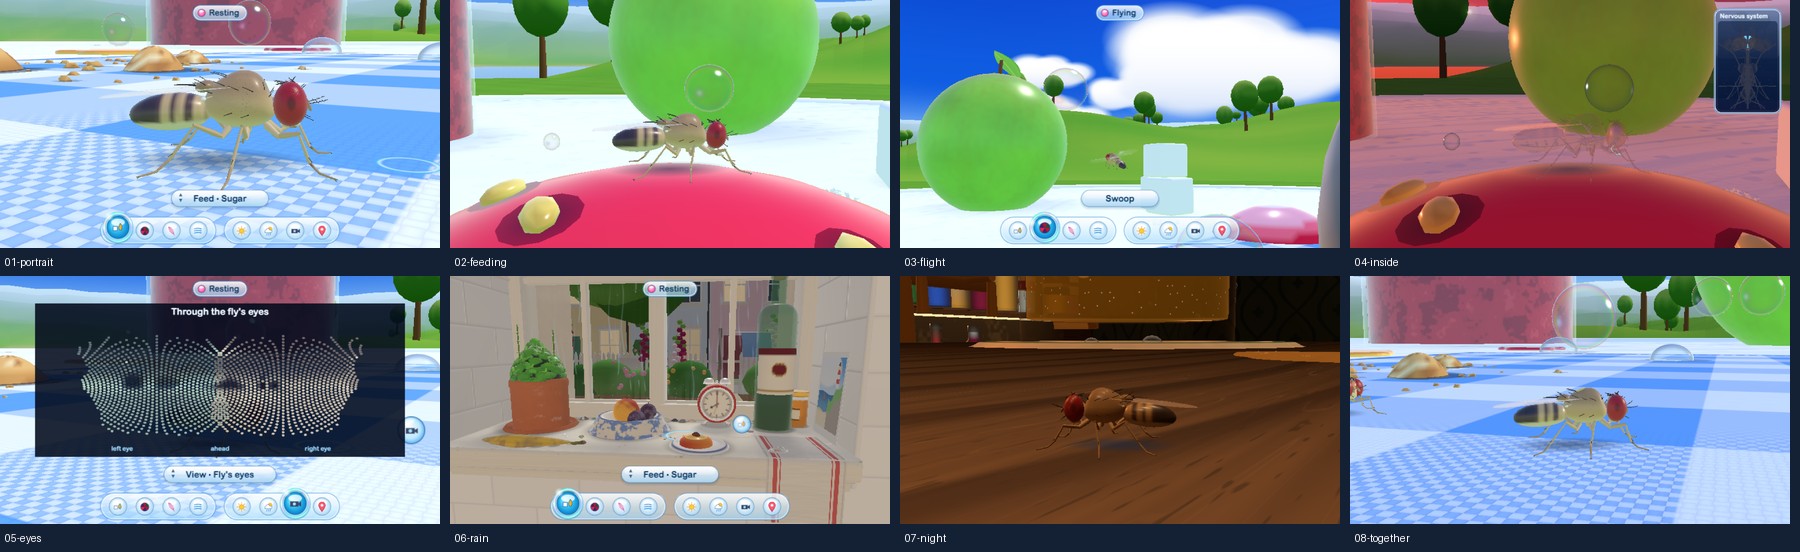 Resting
Feed · Sugar
01-portrait
02-feeding
Flying
Swoop
03-flight
Nervous system
04-inside
Resting
Through the fly's eyes
left eye
ahead
right eye
View · Fly's eyes
05-eyes
Resting
Feed · Sugar
06-rain
07-night
08-together